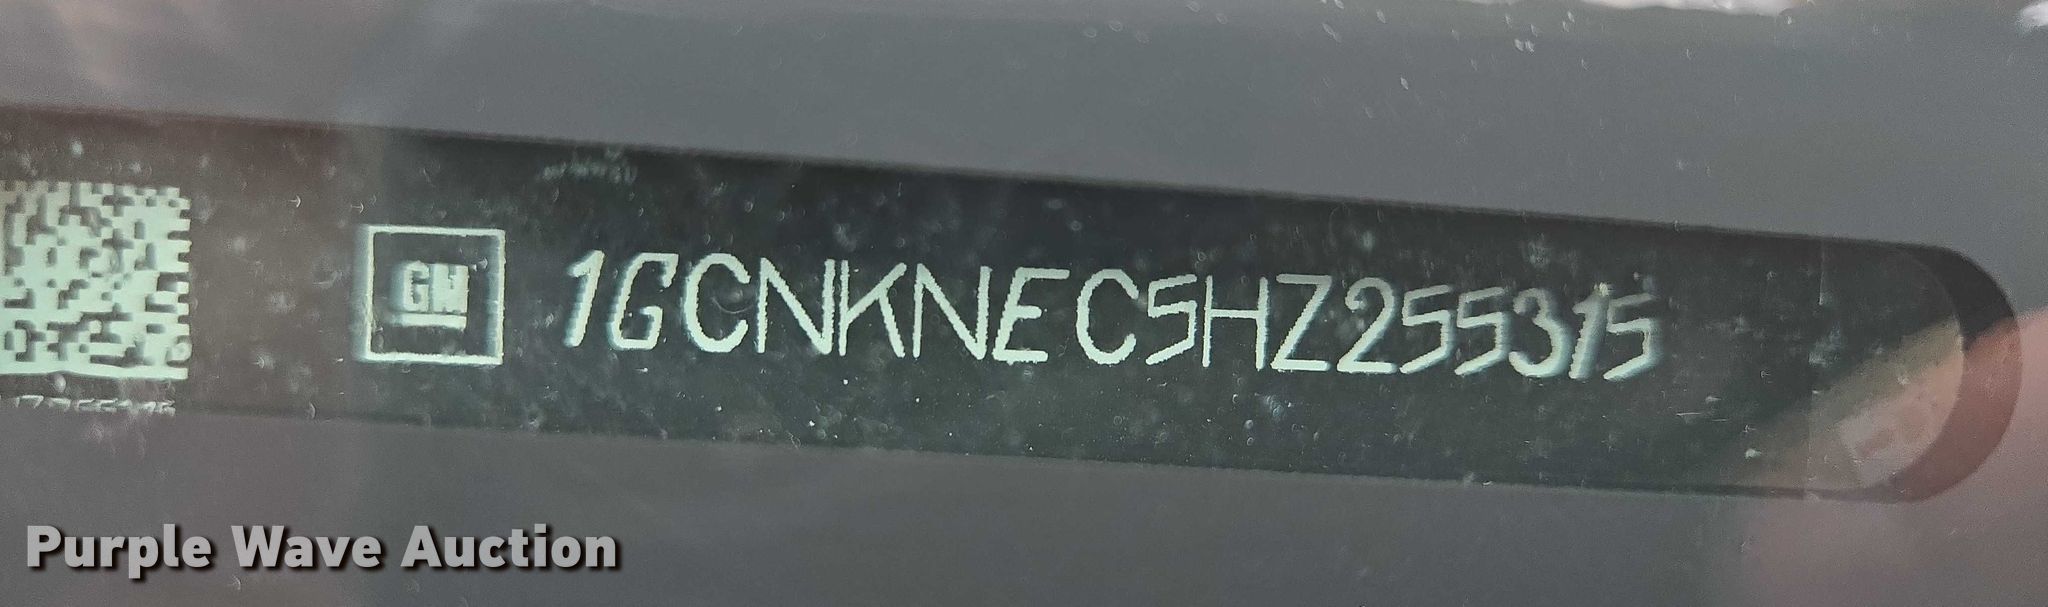 GM 1GCNKNEC5HZ255315
Purple Wave Auction